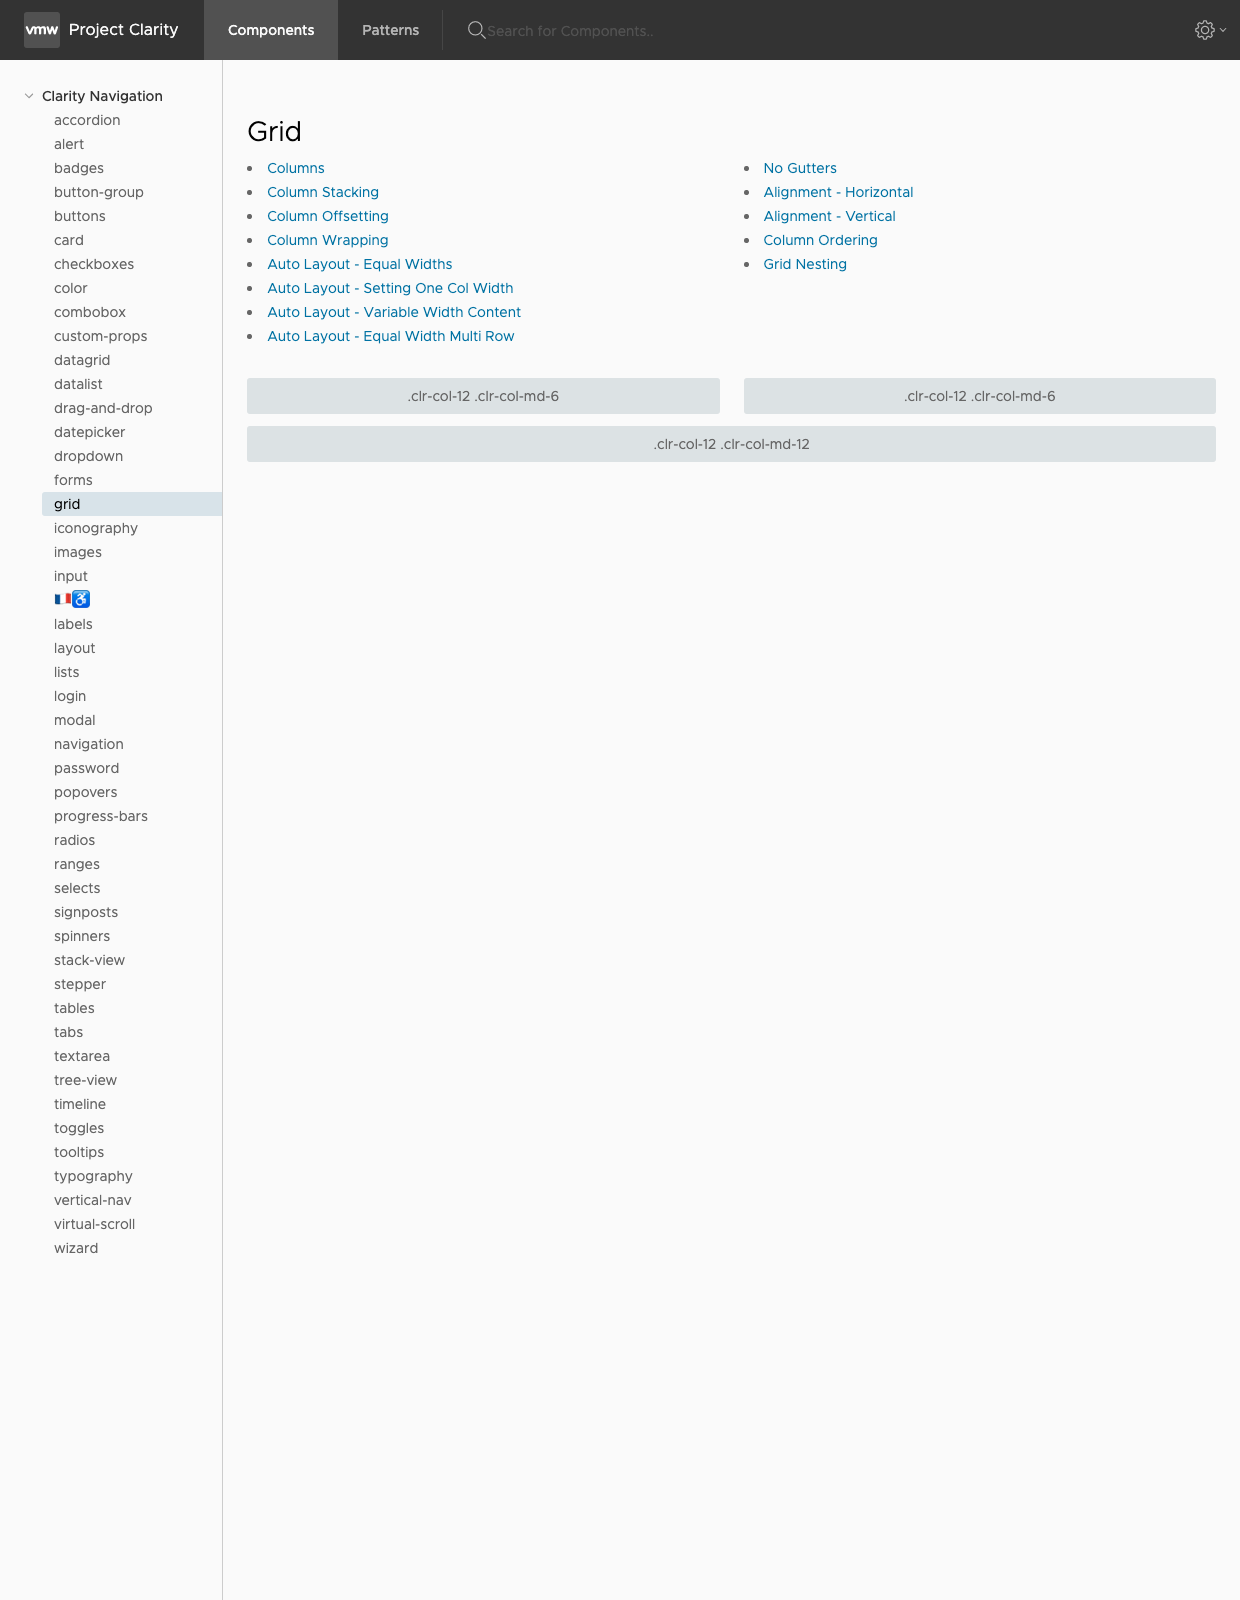 vmw Project Clarity Components Patterns Search for Components..
Clarity Navigation
accordion
alert
badges
button-group
buttons
card
checkboxes
color
combobox
custom-props
datagrid
datalist
drag-and-drop
datepicker
dropdown
forms
grid
iconography
images
input
🇫🇷♿
labels
layout
lists
login
modal
navigation
password
popovers
progress-bars
radios
ranges
selects
signposts
spinners
stack-view
stepper
tables
tabs
textarea
tree-view
timeline
toggles
tooltips
typography
vertical-nav
virtual-scroll
wizard
Grid
Columns
Column Stacking
Column Offsetting
Column Wrapping
Auto Layout - Equal Widths
Auto Layout - Setting One Col Width
Auto Layout - Variable Width Content
Auto Layout - Equal Width Multi Row
No Gutters
Alignment - Horizontal
Alignment - Vertical
Column Ordering
Grid Nesting
.clr-col-12 .clr-col-md-6
.clr-col-12 .clr-col-md-6
.clr-col-12 .clr-col-md-12